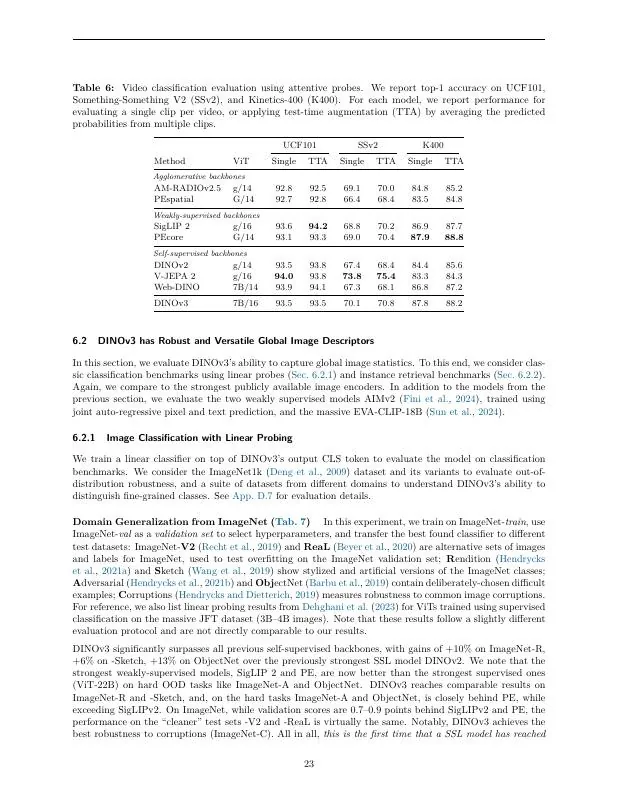 Table 6: Video classification evaluation using attentive probes. We report top-1 accuracy on UCF101,
Something-Something V2 (SSv2), and Kinetics-400 (K400). For each model, we report performance for
evaluating a single clip per video, or applying test-time augmentation (TTA) by averaging the predicted
probabilities from multiple clips.
UCF101 SSv2 K400
Method ViT Single TTA Single TTA Single TTA
Agglomerative backbones
AM-RADIOv2.5 g/14 92.8 92.5 69.1 70.0 84.8 85.2
PEspatial G/14 92.7 92.8 66.4 68.4 83.5 84.8
Weakly-supervised backbones
SigLIP 2 g/16 93.6 94.2 68.8 70.2 86.9 87.7
PEcore G/14 93.1 93.3 69.0 70.4 87.9 88.8
Self-supervised backbones
DINOv2 g/14 93.5 93.8 67.4 68.4 84.4 85.6
V-JEPA 2 g/16 94.0 93.8 73.8 75.4 83.3 84.3
Web-DINO 7B/14 93.9 94.1 67.3 68.1 86.8 87.2
DINOv3 7B/16 93.5 93.5 70.1 70.8 87.8 88.2
6.2 DINOv3 has Robust and Versatile Global Image Descriptors
In this section, we evaluate DINOv3's ability to capture global image statistics. To this end, we consider clas-
sic classification benchmarks using linear probes (Sec. 6.2.1) and instance retrieval benchmarks (Sec. 6.2.2).
Again, we compare to the strongest publicly available image encoders. In addition to the models from the
previous section, we evaluate the two weakly supervised models AIMv2 (Fini et al., 2024), trained using
joint auto-regressive pixel and text prediction, and the massive EVA-CLIP-18B (Sun et al., 2024).
6.2.1 Image Classification with Linear Probing
We train a linear classifier on top of DINOv3's output CLS token to evaluate the model on classification
benchmarks. We consider the ImageNet1k (Deng et al., 2009) dataset and its variants to evaluate out-of-
distribution robustness, and a suite of datasets from different domains to understand DINOv3's ability to
distinguish fine-grained classes. See App. D.7 for evaluation details.
Domain Generalization from ImageNet (Tab. 7) In this experiment, we train on ImageNet-train, use
ImageNet-val as a validation set to select hyperparameters, and transfer the best found classifier to different
test datasets: ImageNet-V2 (Recht et al., 2019) and ReaL (Beyer et al., 2020) are alternative sets of images
and labels for ImageNet, used to test overfitting on the ImageNet validation set; Rendition (Hendrycks
et al., 2021a) and Sketch (Wang et al., 2019) show stylized and artificial versions of the ImageNet classes;
Adversarial (Hendrycks et al., 2021b) and ObjectNet (Barbu et al., 2019) contain deliberately-chosen difficult
examples; Corruptions (Hendrycks and Dietterich, 2019) measures robustness to common image corruptions.
For reference, we also list linear probing results from Dehghani et al. (2023) for ViTs trained using supervised
classification on the massive JFT dataset (3B–4B images). Note that these results follow a slightly different
evaluation protocol and are not directly comparable to our results.
DINOv3 significantly surpasses all previous self-supervised backbones, with gains of +10% on ImageNet-R,
+6% on -Sketch, +13% on ObjectNet over the previously strongest SSL model DINOv2. We note that the
strongest weakly-supervised models, SigLIP 2 and PE, are now better than the strongest supervised ones
(ViT-22B) on hard OOD tasks like ImageNet-A and ObjectNet. DINOv3 reaches comparable results on
ImageNet-R and -Sketch, and, on the hard tasks ImageNet-A and ObjectNet, is closely behind PE, while
exceeding SigLIPv2. On ImageNet, while validation scores are 0.7–0.9 points behind SigLIPv2 and PE, the
performance on the “cleaner” test sets -V2 and -ReaL is virtually the same. Notably, DINOv3 achieves the
best robustness to corruptions (ImageNet-C). All in all, this is the first time that a SSL model has reached
23